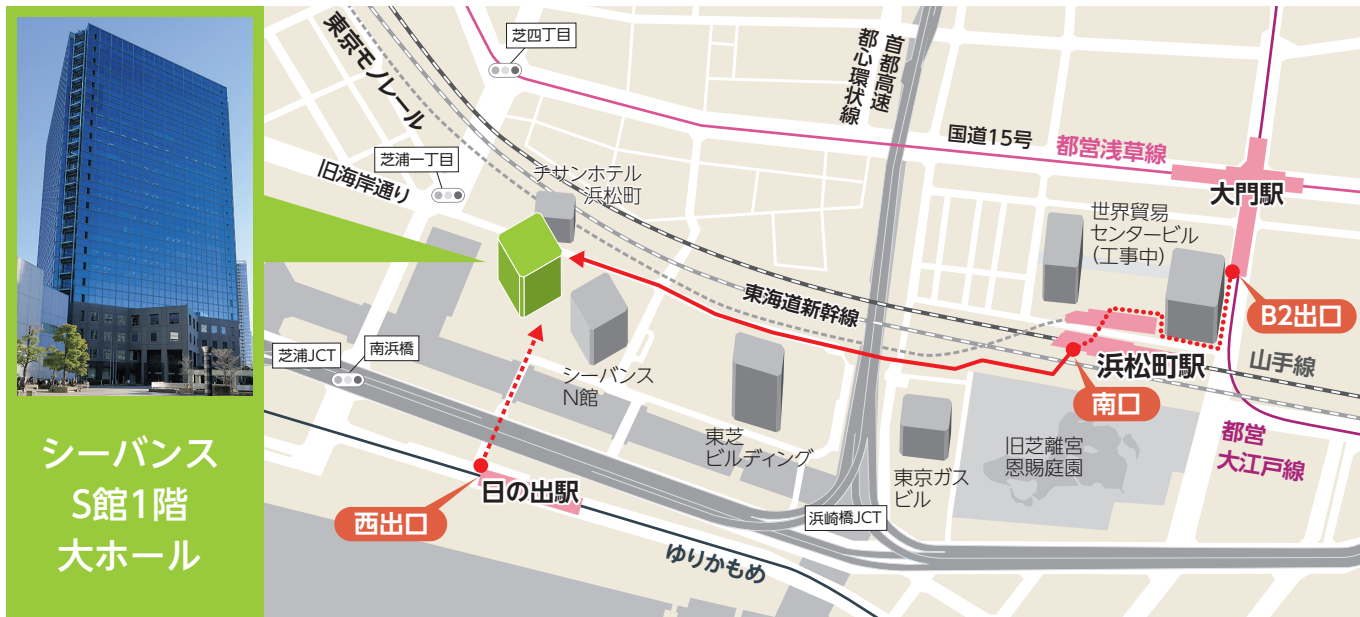 シーバンス
S館1階
大ホール
東京モノレール
芝四丁目
首都高速
都心環状線
国道15号
都営浅草線
大門駅
芝浦一丁目
旧海岸通り
チサンホテル
浜松町
世界貿易
センタービル
(工事中)
B2出口
東海道新幹線
浜松町駅
山手線
南口
芝浦JCT
南浜橋
シーバンス
N館
東芝
ビルディング
東京ガス
ビル
旧芝離宮
恩賜庭園
都営
大江戸線
日の出駅
西出口
浜崎橋JCT
ゆりかもめ